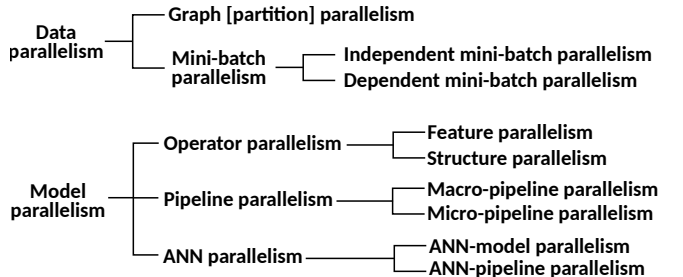 Data
parallelism
Graph [partition] parallelism
Mini-batch
parallelism
Independent mini-batch parallelism
Dependent mini-batch parallelism
Model
parallelism
Operator parallelism
Feature parallelism
Structure parallelism
Pipeline parallelism
Macro-pipeline parallelism
Micro-pipeline parallelism
ANN parallelism
ANN-model parallelism
ANN-pipeline parallelism